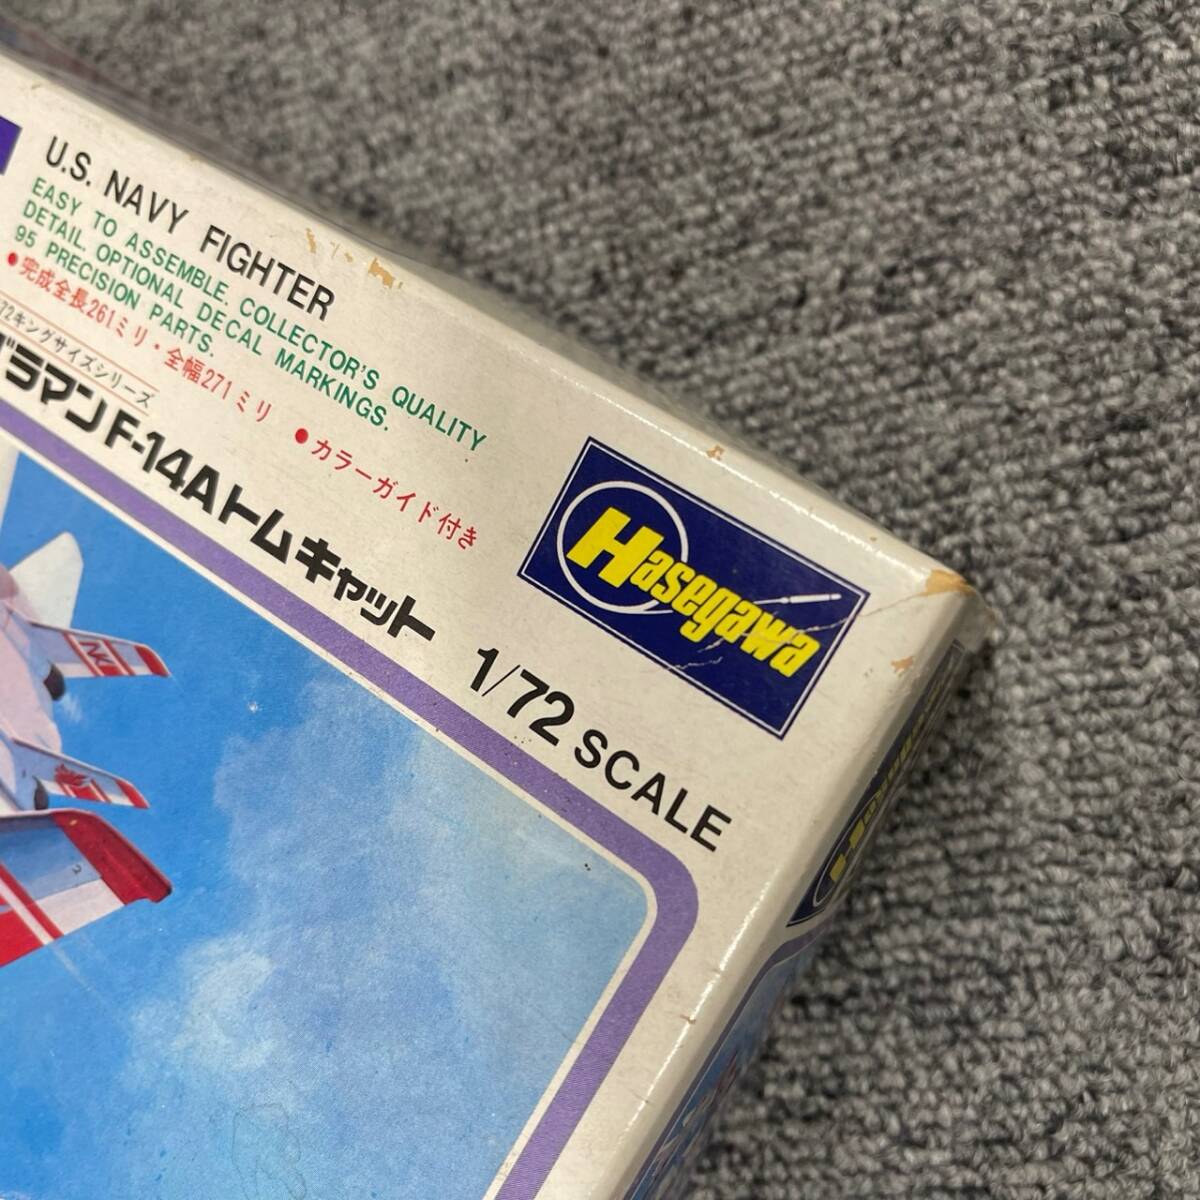 U.S. NAVY FIGHTER
EASY TO ASSEMBLE. COLLECTOR'S QUALITY
DETAIL. OPTIONAL DECAL MARKINGS.
95 PRECISION PARTS.
●完成全長261ミリ・全幅271ミリ ●カラーガイド付き
72キングサイズシリーズ
グラマンF-14Aトムキャット
1/72 SCALE
Hasegawa
NK
Hasegawa